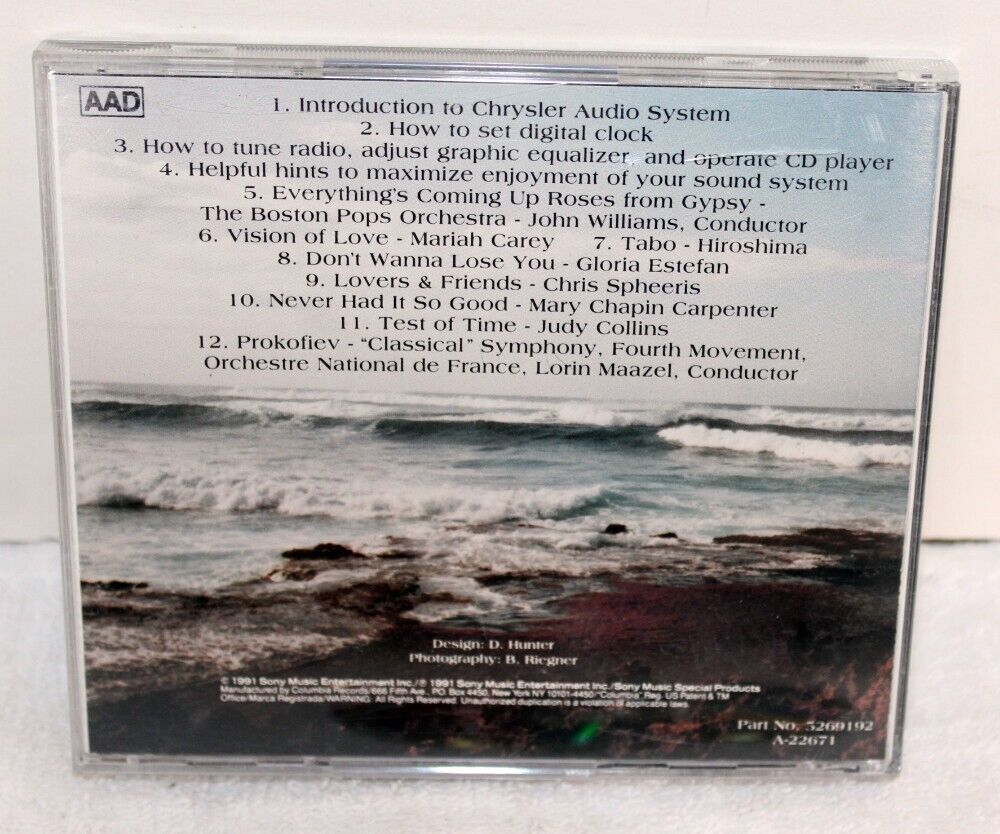 AAD
1. Introduction to Chrysler Audio System
2. How to set digital clock
3. How to tune radio, adjust graphic equalizer, and operate CD player
4. Helpful hints to maximize enjoyment of your sound system
5. Everything's Coming Up Roses from Gypsy -
The Boston Pops Orchestra - John Williams, Conductor
6. Vision of Love - Mariah Carey 7. Tabo - Hiroshima
8. Don't Wanna Lose You - Gloria Estefan
9. Lovers & Friends - Chris Spheeris
10. Never Had It So Good - Mary Chapin Carpenter
11. Test of Time - Judy Collins
12. Prokofiev - "Classical" Symphony, Fourth Movement,
Orchestre National de France, Lorin Maazel, Conductor
Design: D. Hunter
Photography: B. Riegner
© 1991 Sony Music Entertainment Inc./℗ 1991 Sony Music Entertainment Inc./Sony Music Special Products
Manufactured by Columbia Records/666 Fifth Ave., P.O. Box 4450, New York NY 10101-4450/"Columbia" Reg. US Patent & TM
Office/Marca Registrada/WARNING: All Rights Reserved. Unauthorized duplication is a violation of applicable laws.
Part No. 5269192
A-22671